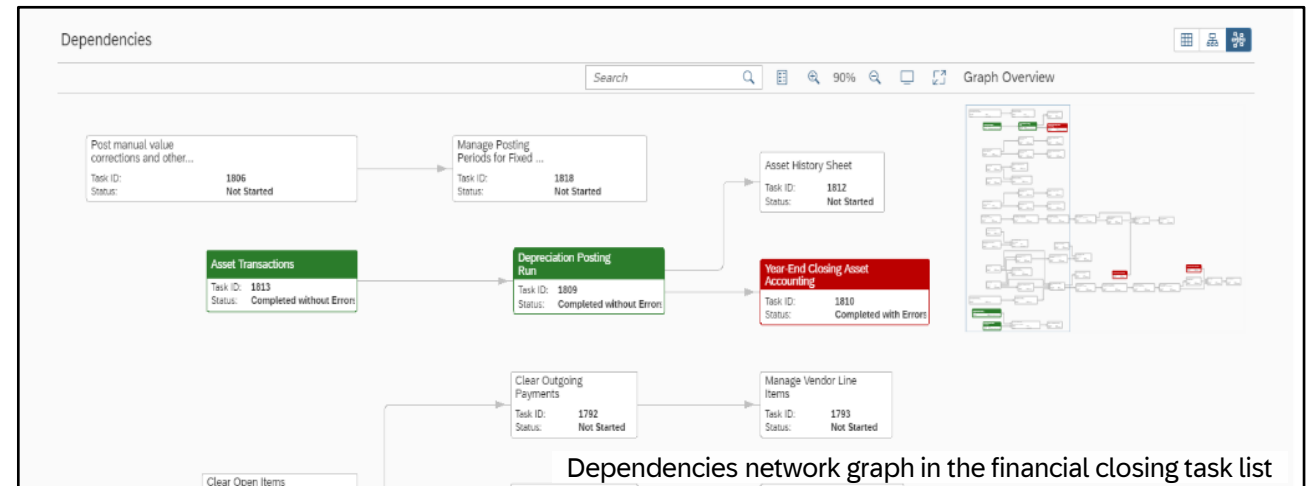 Dependencies
Search
90%
Graph Overview
Post manual value
corrections and other...
Task ID: 1806
Status: Not Started
Manage Posting
Periods for Fixed ...
Task ID: 1818
Status: Not Started
Asset History Sheet
Task ID: 1812
Status: Not Started
Asset Transactions
Task ID: 1813
Status: Completed without Errors
Depreciation Posting
Run
Task ID: 1809
Status: Completed without Errors
Year-End Closing Asset
Accounting
Task ID: 1810
Status: Completed with Errors
Clear Outgoing
Payments
Task ID: 1792
Status: Not Started
Manage Vendor Line
Items
Task ID: 1793
Status: Not Started
Clear Open Items
Dependencies network graph in the financial closing task list